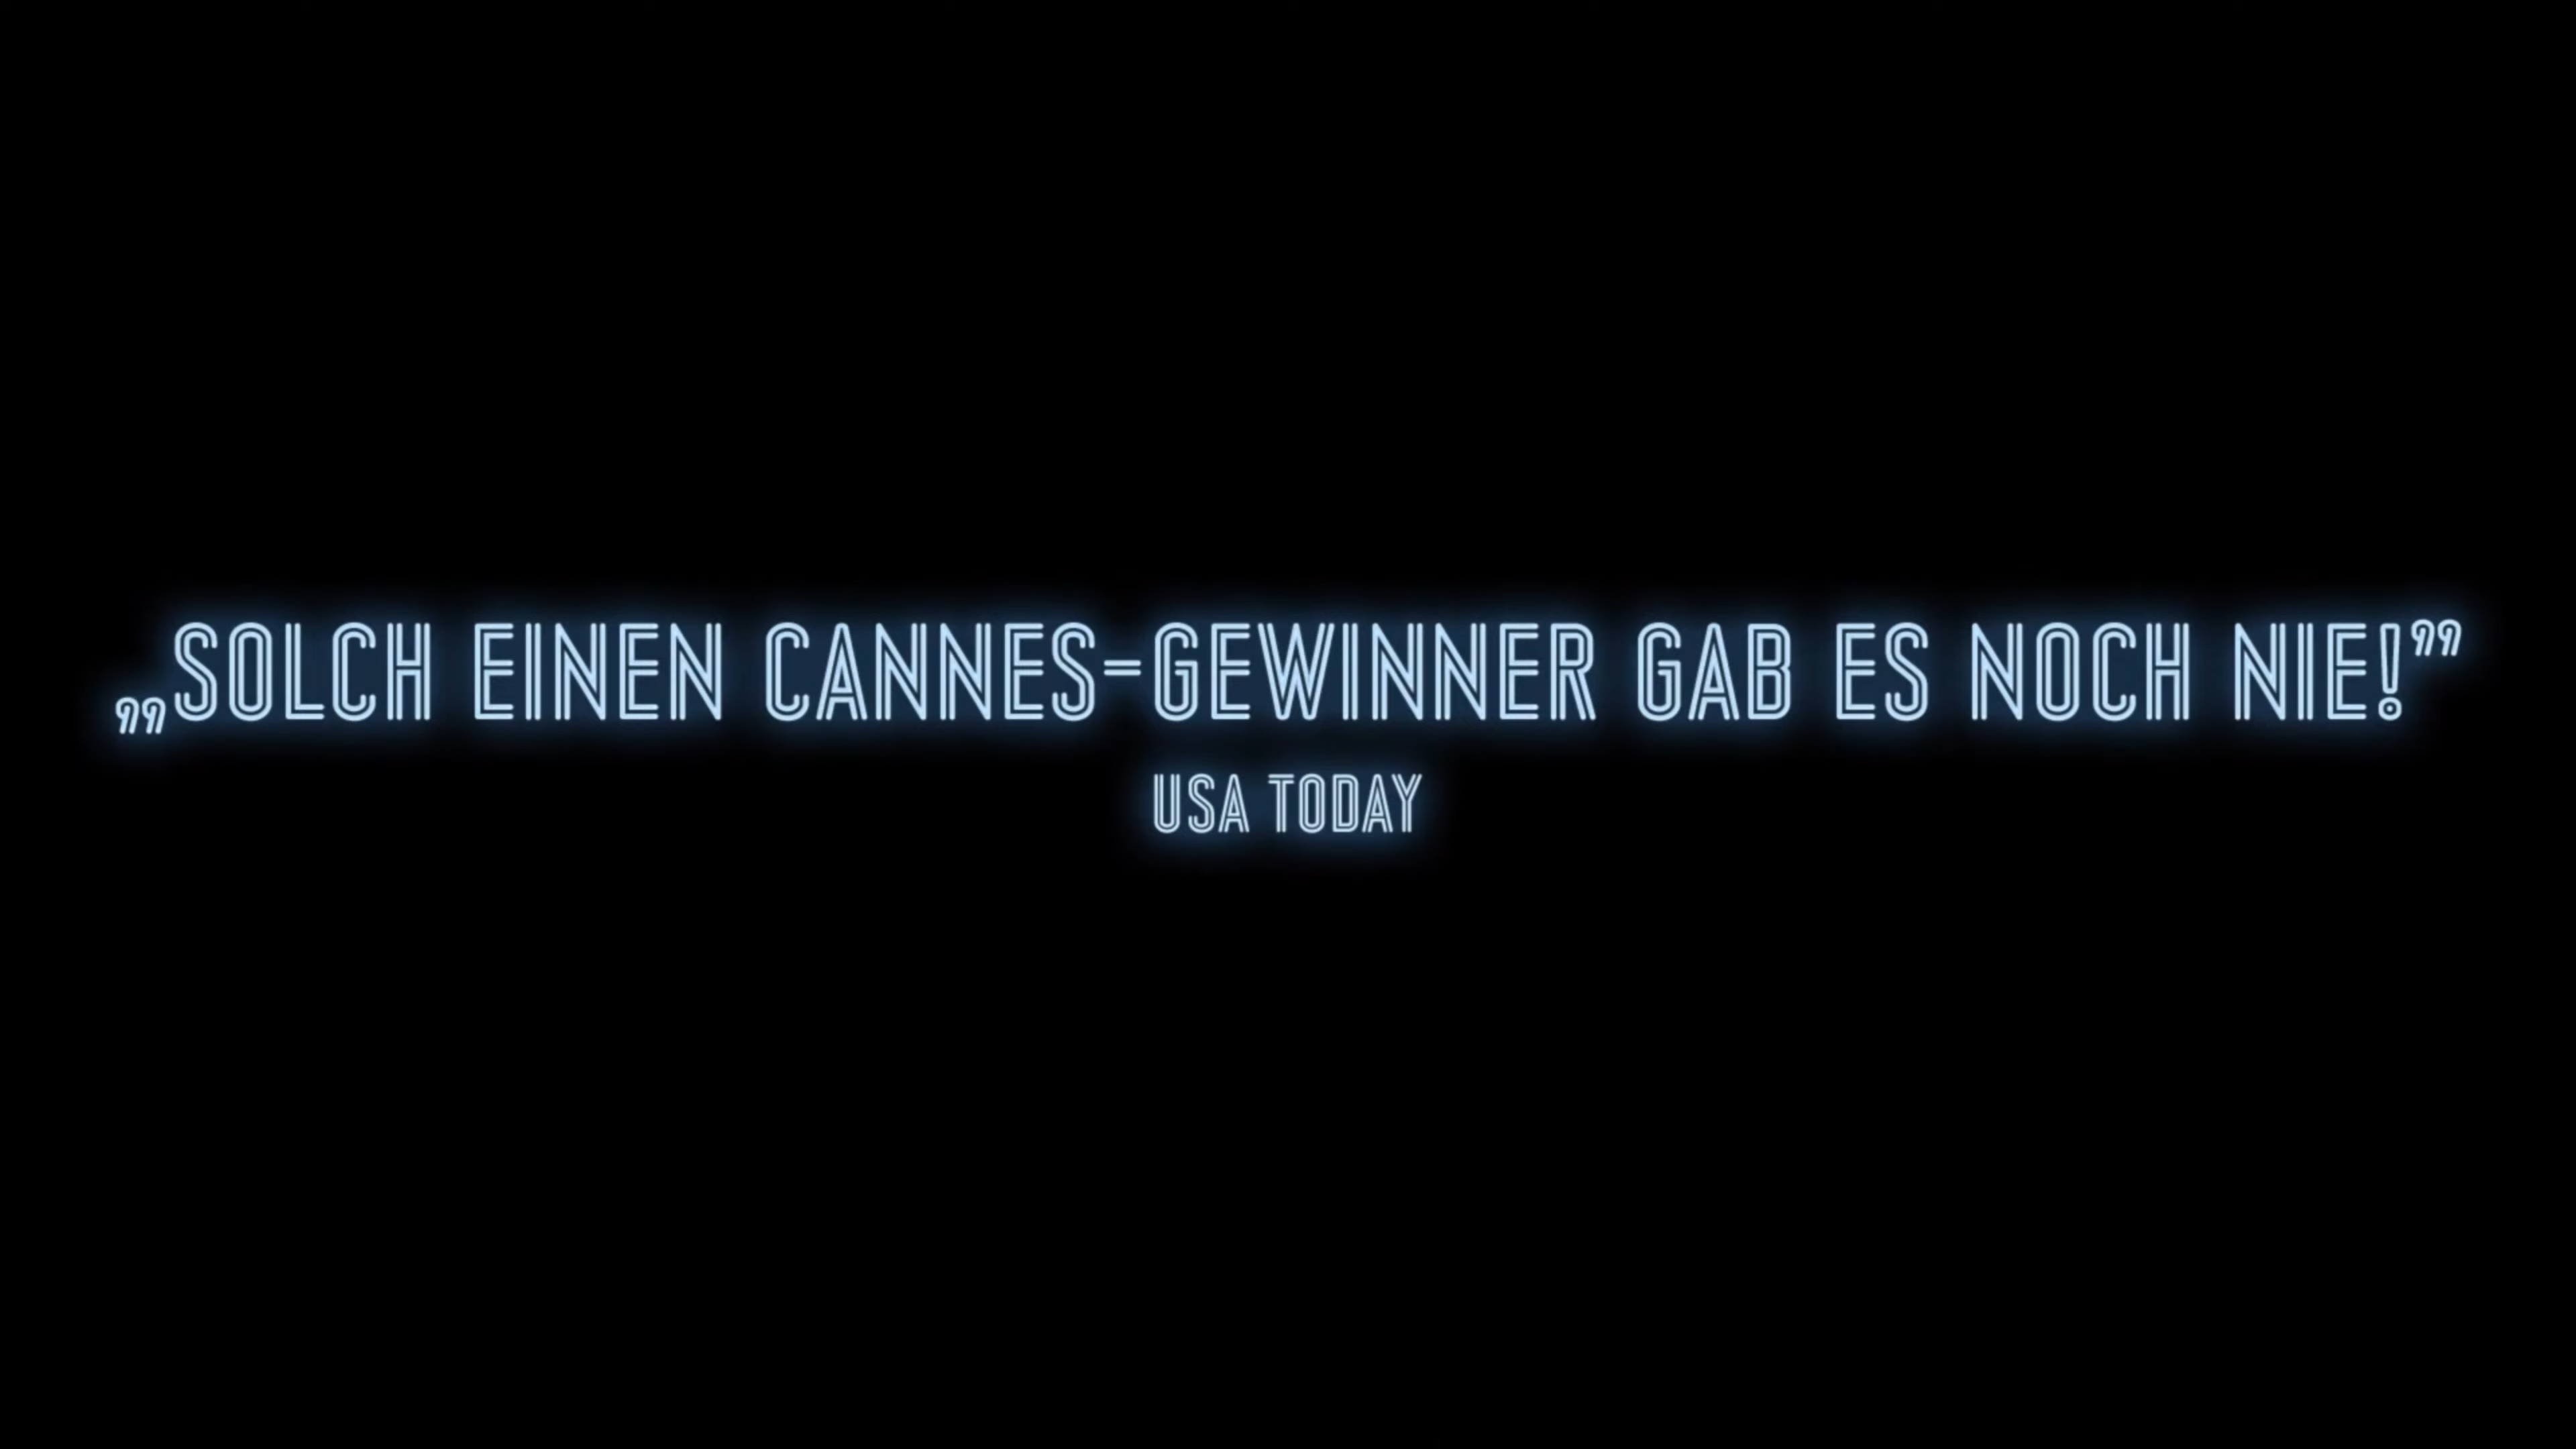 „SOLCH EINEN CANNES-GEWINNER GAB ES NOCH NIE!”
USA TODAY